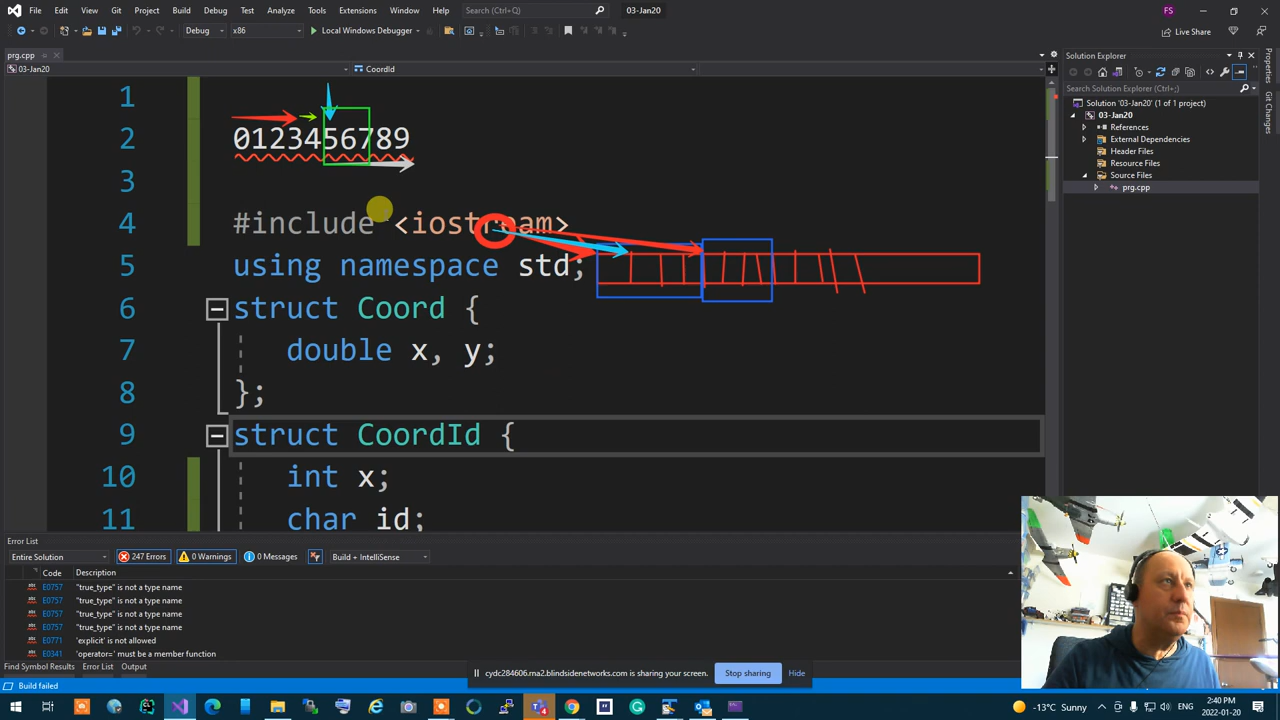 File Edit View Git Project Build Debug Test Analyze Tools Extensions Window Help Search (Ctrl+Q) 03-Jan20 FS
Debug x86 Local Windows Debugger Live Share
prg.cpp
03-Jan20 CoordId
1
2 0123456789
3
4 #include <iostream>
5 using namespace std;
6 struct Coord {
7 double x, y;
8 };
9 struct CoordId {
10 int x;
11 char id;
Solution Explorer
Search Solution Explorer (Ctrl+;)
Solution '03-Jan20' (1 of 1 project)
03-Jan20
References
External Dependencies
Header Files
Resource Files
Source Files
prg.cpp
Properties
Git Changes
Error List
Entire Solution 247 Errors 0 Warnings 0 Messages Build + IntelliSense
Code Description
E0757 "true_type" is not a type name
E0757 "true_type" is not a type name
E0757 "true_type" is not a type name
E0757 "true_type" is not a type name
E0771 'explicit' is not allowed
E0341 'operator=' must be a member function
Find Symbol Results Error List Output
cydc284606.rna2.blindsidenetworks.com is sharing your screen. Stop sharing Hide
Build failed
-13°C Sunny 2:40 PM
2022-01-20